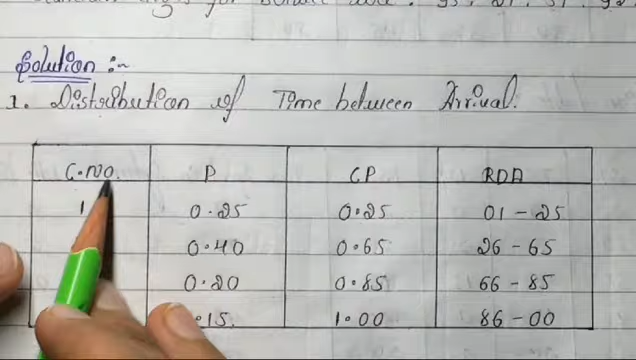 Solution :~
1. Distribution of Time between Arrival.
C.NO. P CP RDA
1 0.25 0.25 01 - 25
0.40 0.65 26 - 65
0.20 0.85 66 - 85
.15. 1.00 86 - 00